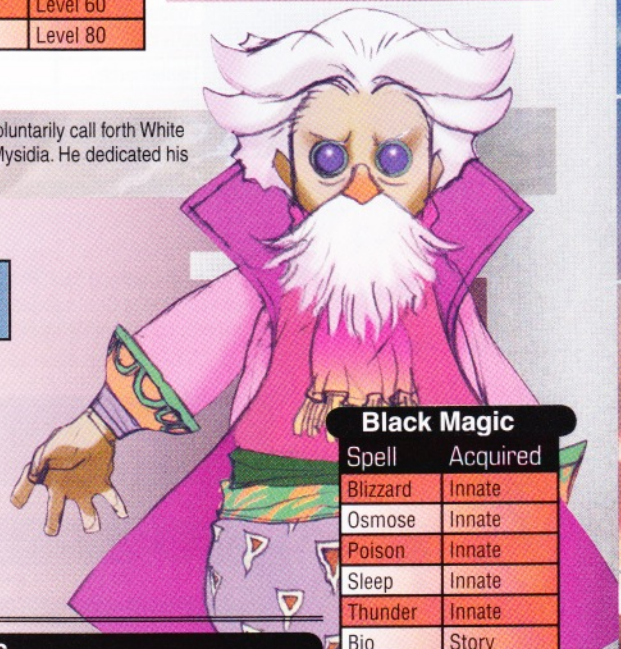 Level 60
Level 80
voluntarily call forth White
Mysidia. He dedicated his
Black Magic
Spell Acquired
Blizzard Innate
Osmose Innate
Poison Innate
Sleep Innate
Thunder Innate
Bio Story